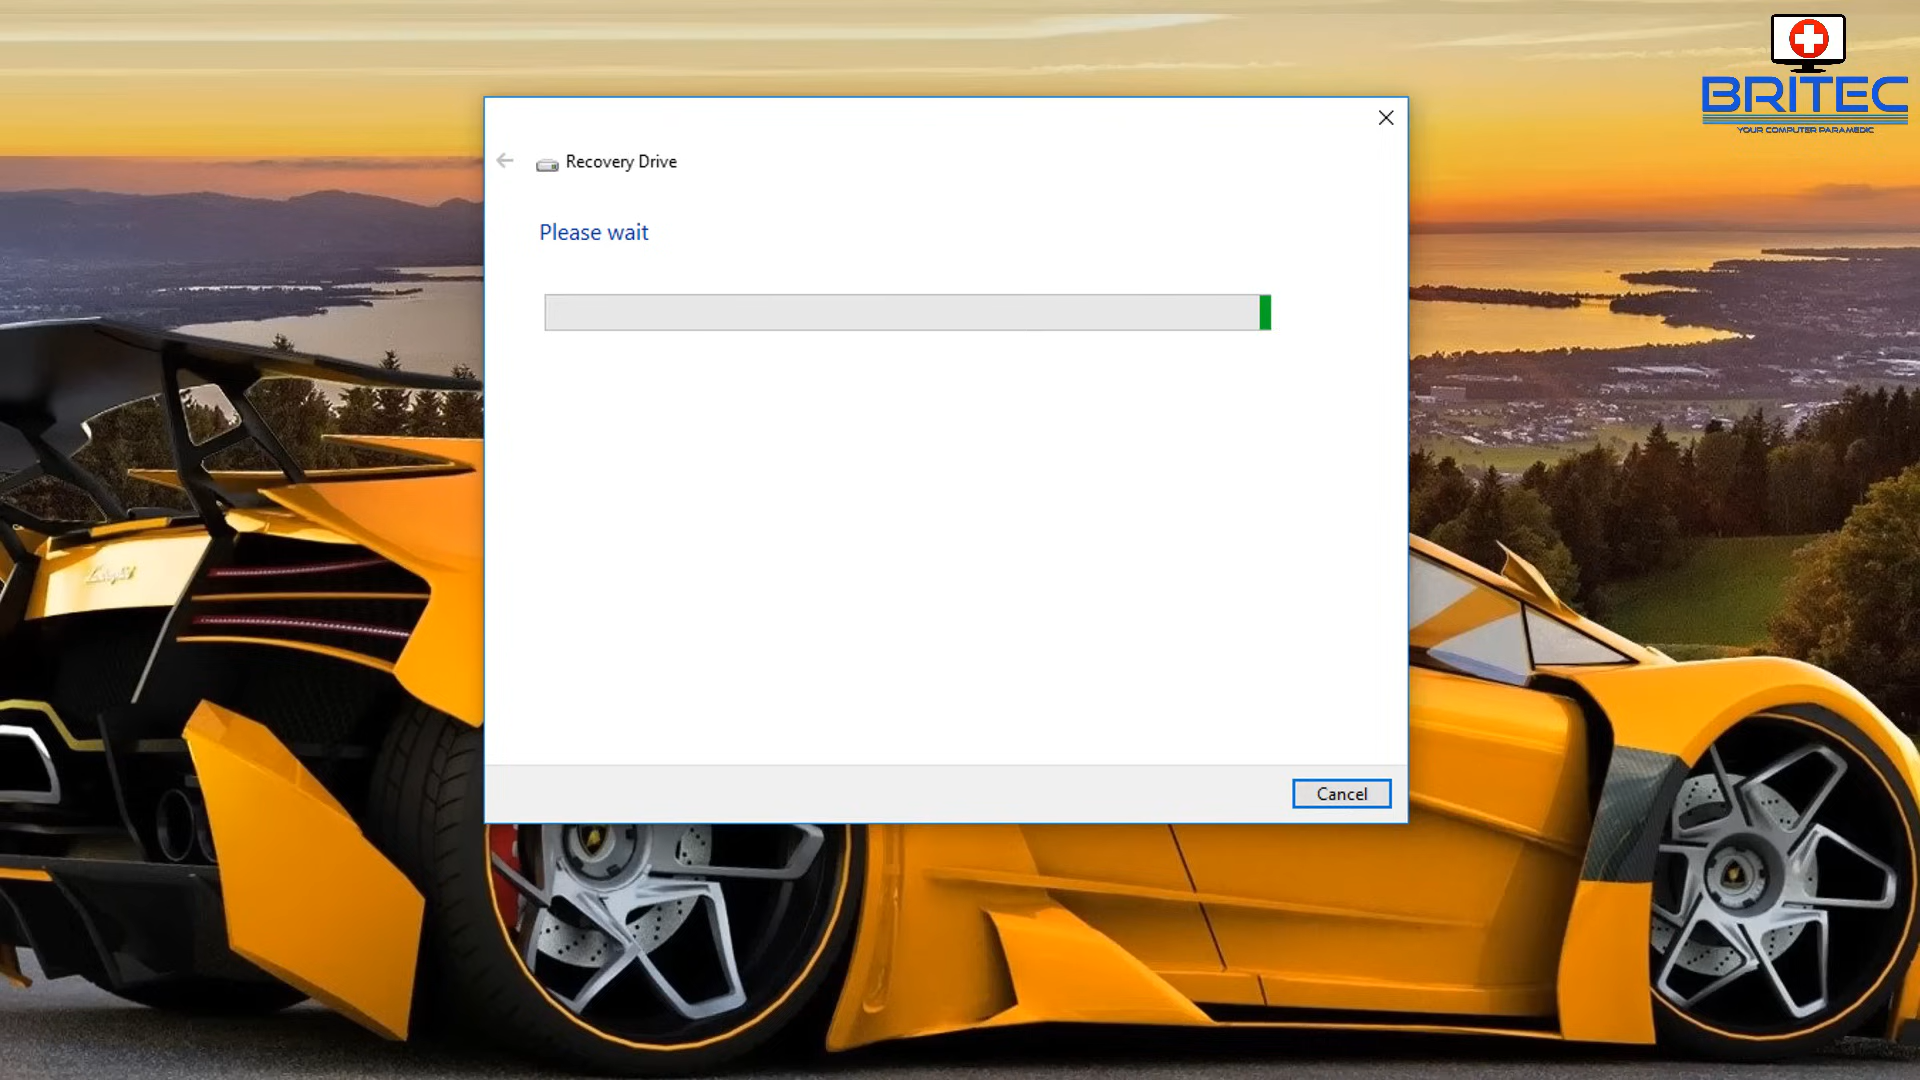 BRITEC
YOUR COMPUTER PARAMEDIC
Recovery Drive
Please wait
Cancel